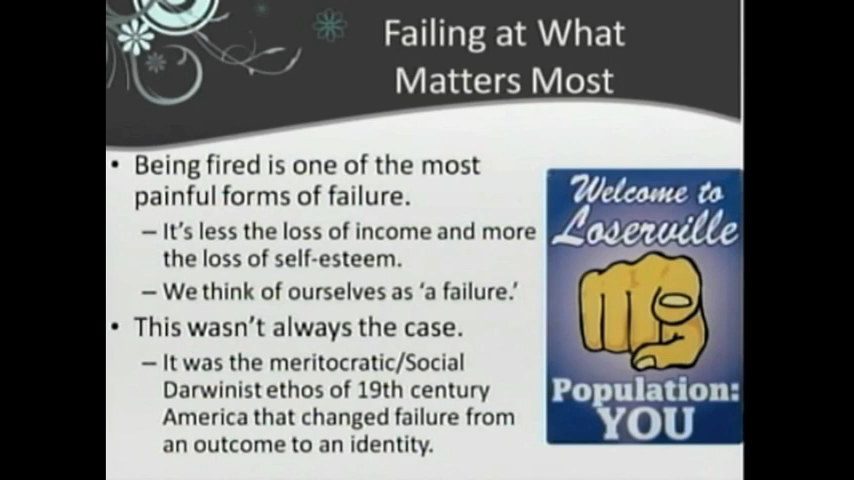 Failing at What
Matters Most
• Being fired is one of the most
painful forms of failure.
– It's less the loss of income and more
the loss of self-esteem.
– We think of ourselves as 'a failure.'
• This wasn't always the case.
– It was the meritocratic/Social
Darwinist ethos of 19th century
America that changed failure from
an outcome to an identity.
Welcome to
Loserville
Population:
YOU